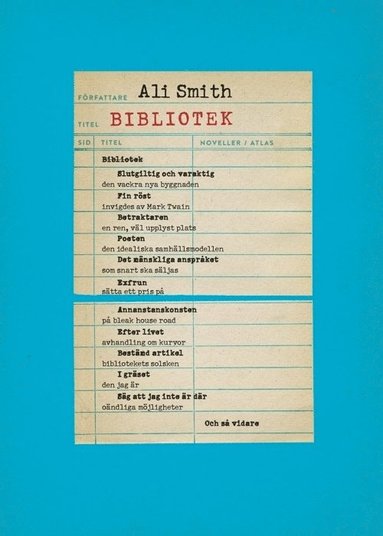 FÖRFATTARE Ali Smith
TITEL BIBLIOTEK
SID TITEL NOVELLER / ATLAS
Bibliotek
Slutgiltig och varaktig
den vackra nya byggnaden
Fin röst
invigdes av Mark Twain
Betraktaren
en ren, väl upplyst plats
Poeten
den idealiska samhällsmodellen
Det mänskliga anspråket
som snart ska säljas
Exfrun
sätta ett pris på
Annanstanskonsten
på bleak house road
Efter livet
avhandling om kurvor
Bestämd artikel
bibliotekets solsken
I gräset
den jag är
Säg att jag inte är där
oändliga möjligheter
Och så vidare